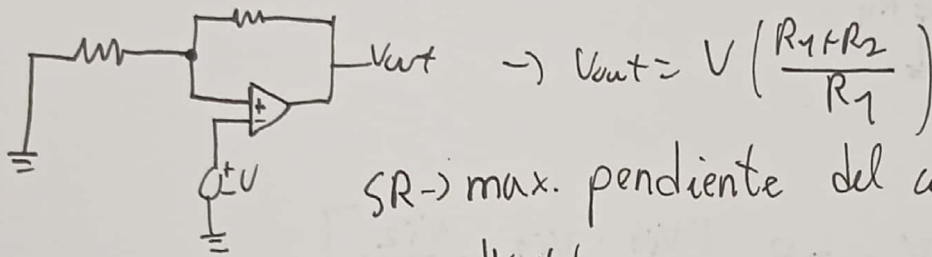 Vout → Vout = V (R1+R2 / R1)
+
-
± V
SR → max. pendiente del